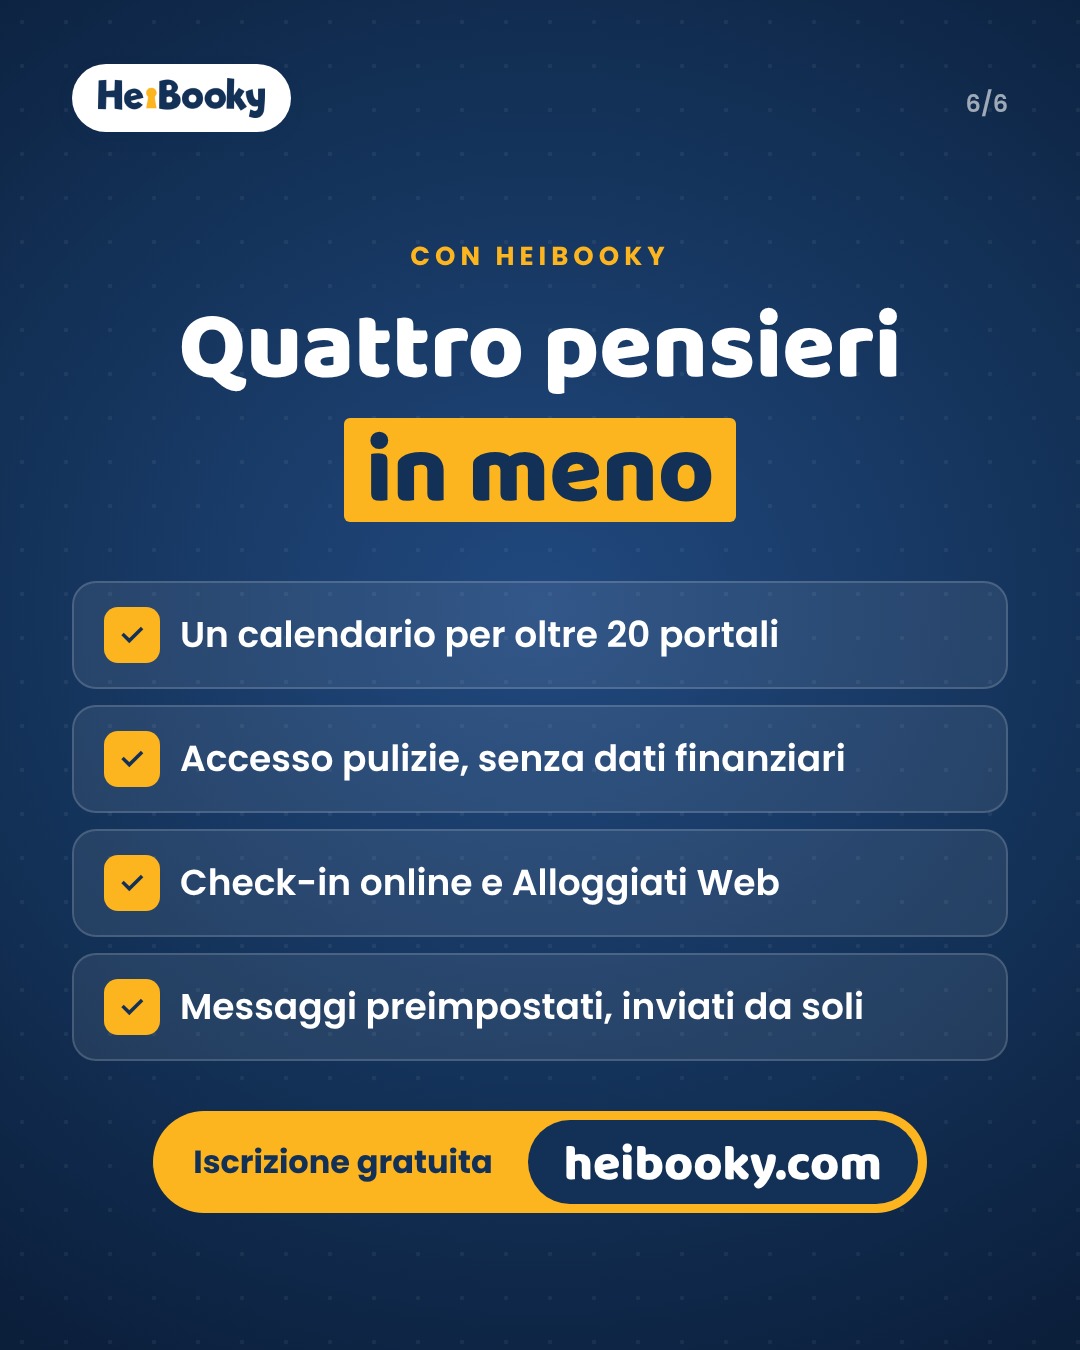 HeiBooky
6/6
CON HEIBOOKY
Quattro pensieri
in meno
Un calendario per oltre 20 portali
Accesso pulizie, senza dati finanziari
Check-in online e Alloggiati Web
Messaggi preimpostati, inviati da soli
Iscrizione gratuita
heibooky.com